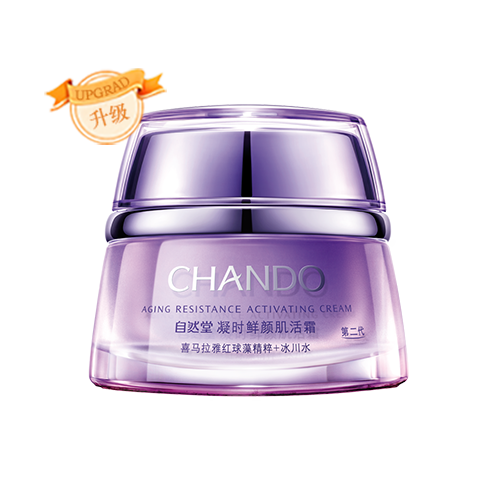 UPGRAD
升级
CHANDO
AGING RESISTANCE ACTIVATING CREAM
自然堂 凝时鲜颜肌活霜
第二代
喜马拉雅红球藻精粹+冰川水